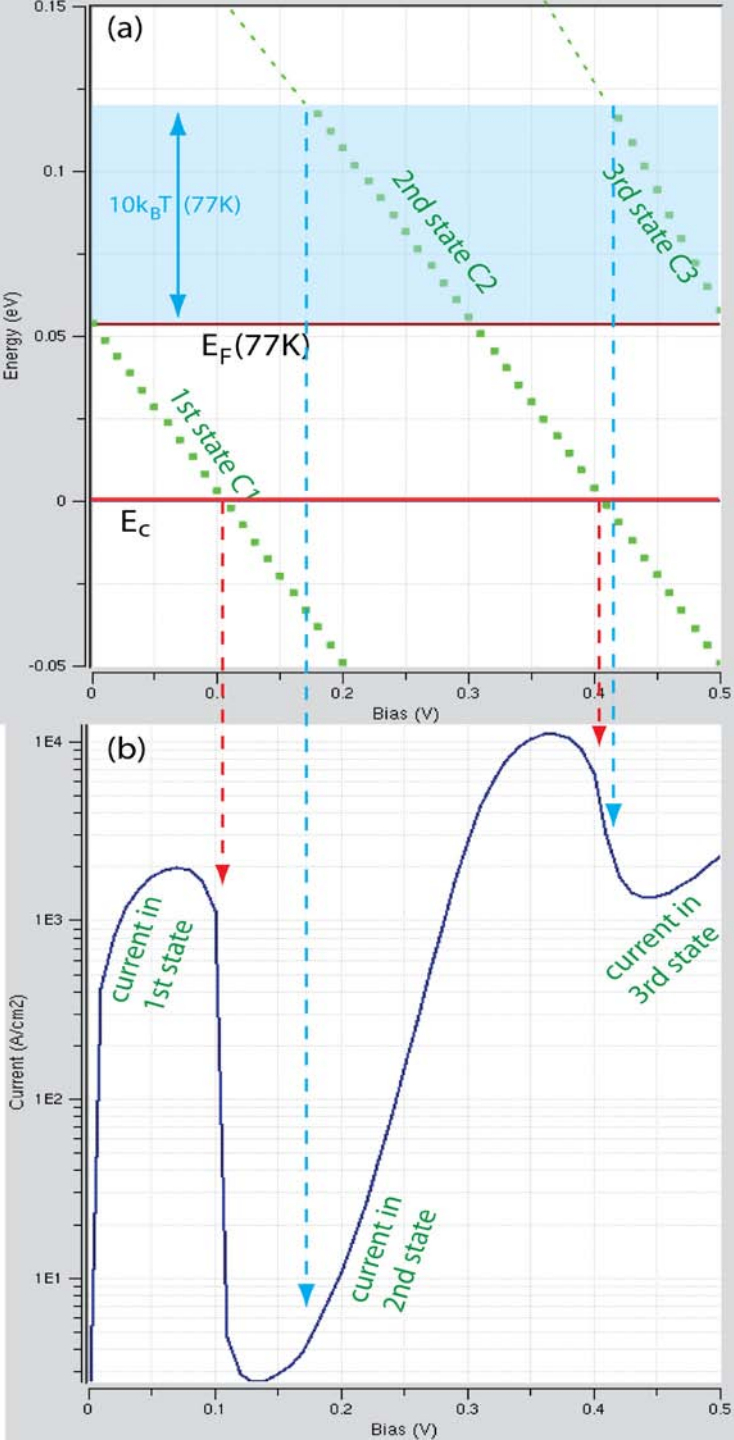 0.15
(a)
0.1
10k_BT (77K)
2nd state C2
3rd state C3
Energy (eV)
0.05
E_F(77K)
1st state C1
0
E_c
-0.05
0 0.1 0.2 0.3 0.4 0.5
Bias (V)
(b)
1E4
current in
1st state
1E3
current in
3rd state
Current (A/cm2)
1E2
current in
2nd state
1E1
0 0.1 0.2 0.3 0.4 0.5
Bias (V)